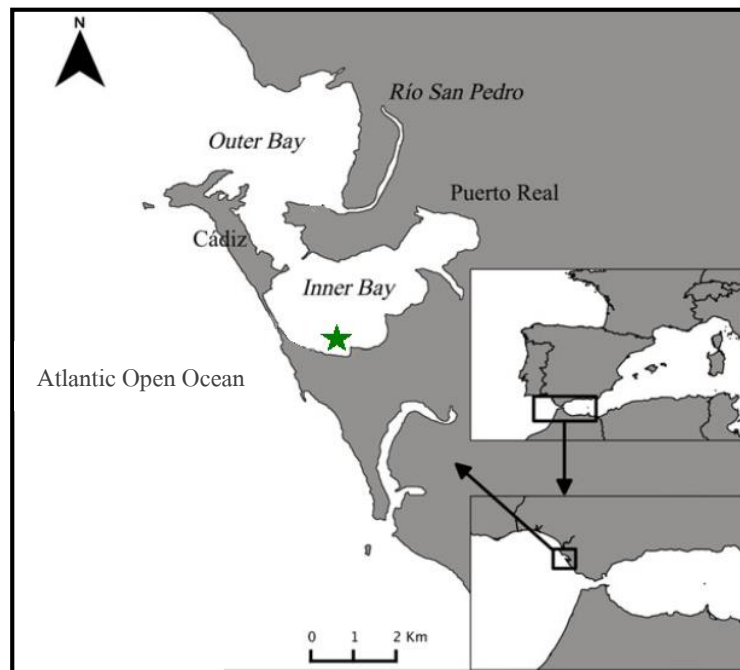 N
Río San Pedro
Outer Bay
Puerto Real
Cádiz
Inner Bay
Atlantic Open Ocean
0 1 2 Km